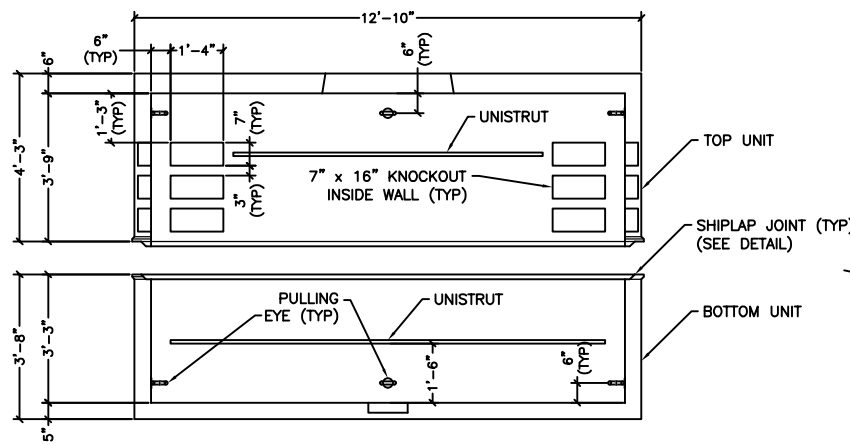 12'-10"
6"
(TYP)
1'-4"
6"
(TYP)
6"
1'-3"
(TYP)
7"
(TYP)
UNISTRUT
4'-3"
3'-9"
TOP UNIT
7" x 16" KNOCKOUT
INSIDE WALL (TYP)
3"
(TYP)
SHIPLAP JOINT (TYP)
(SEE DETAIL)
PULLING
EYE (TYP)
UNISTRUT
BOTTOM UNIT
3'-8"
3'-3"
1'-6"
6"
(TYP)
5"